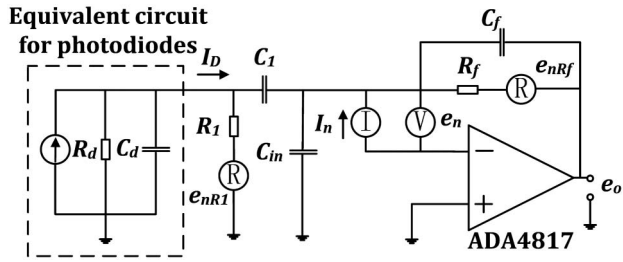 Equivalent circuit
for photodiodes
I_D
C_1
C_f
R_f
e_nRf
R_d
C_d
R_1
C_in
I_n
I
V
e_n
R
R
e_nR1
−
+
e_o
ADA4817